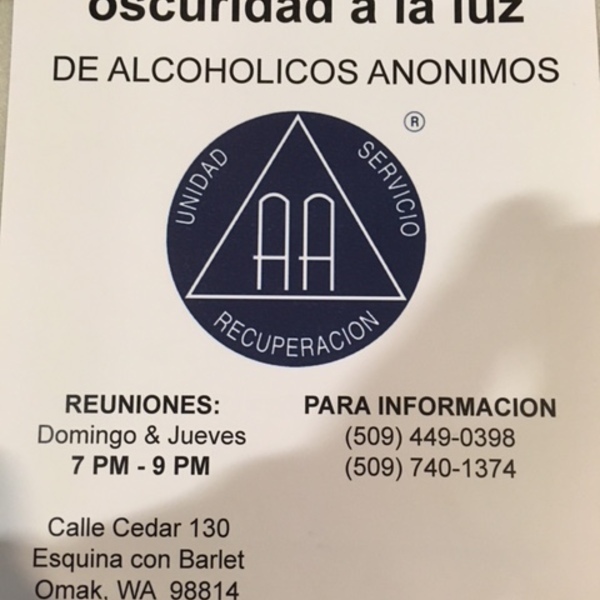 oscuridad a la luz
DE ALCOHOLICOS ANONIMOS
®
UNIDAD
SERVICIO
AA
RECUPERACION
REUNIONES:
Domingo & Jueves
7 PM - 9 PM
PARA INFORMACION
(509) 449-0398
(509) 740-1374
Calle Cedar 130
Esquina con Barlet
Omak, WA 98814